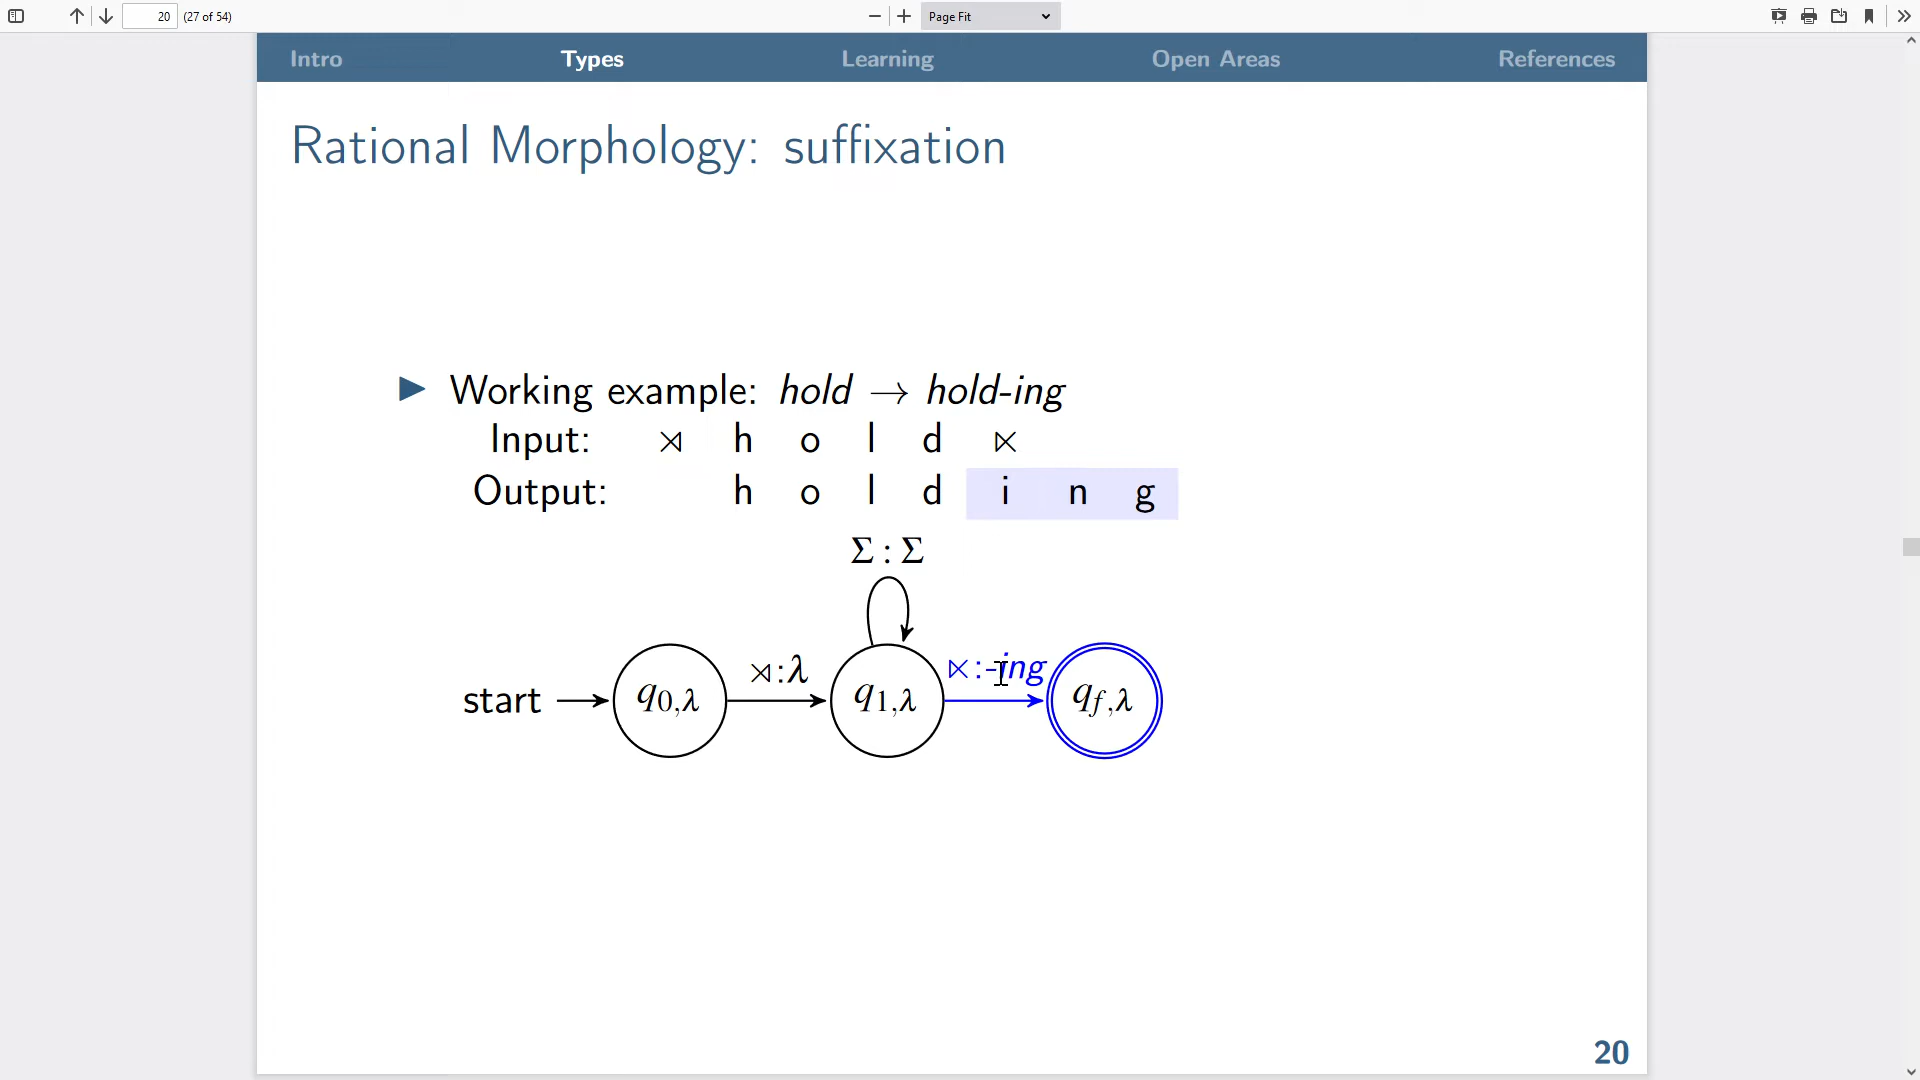 20 (27 of 54) Page Fit
Intro Types Learning Open Areas References
Rational Morphology: suffixation
Working example: hold → hold-ing
Input: ⋊ h o l d ⋉
Output: h o l d i n g
Σ : Σ
⋊:λ ⋉:-ing
start q0,λ q1,λ qf,λ
20